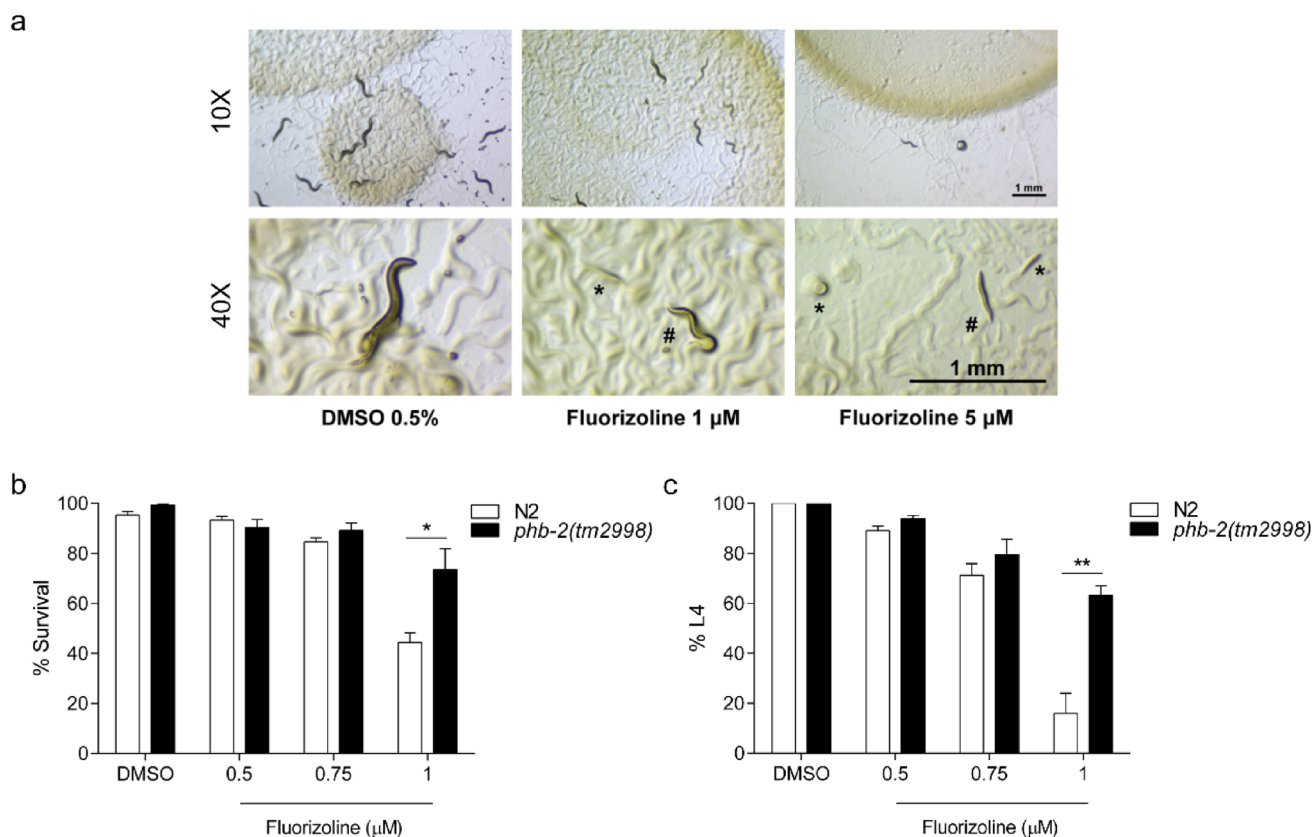 a
10X
1 mm
40X
*
#
*
#
*
1 mm
DMSO 0.5%
Fluorizoline 1 µM
Fluorizoline 5 µM
b
100
80
60
40
20
0
% Survival
*
N2
phb-2(tm2998)
DMSO
0.5
0.75
1
Fluorizoline (µM)
c
100
80
60
40
20
0
% L4
**
N2
phb-2(tm2998)
DMSO
0.5
0.75
1
Fluorizoline (µM)